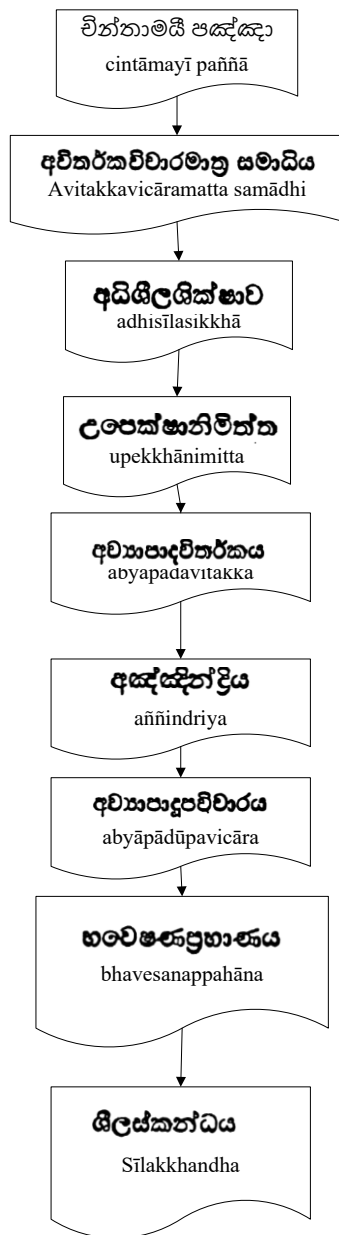 චින්තාමයී පඤ්ඤා
cintāmayī paññā
අවිතර්කවිචාරමාත්‍ර සමාධිය
Avitakkavicāramatta samādhi
අධිශීලශික්ෂාව
adhisīlasikkhā
උපෙක්ෂානිමිත්ත
upekkhānimitta
අව්‍යාපාදවිතර්කය
abyāpādavitakka
අඤ්ඤින්ද්‍රිය
aññindriya
අව්‍යාපාදූපවිචාරය
abyāpādūpavicāra
භවෙෂණප්‍රහාණය
bhavesanappahāna
ශීලස්කන්ධය
Sīlakkhandha